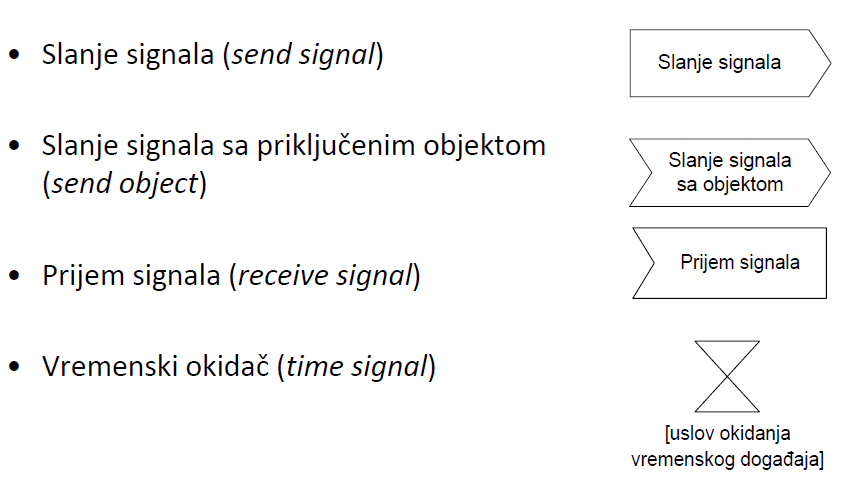 • Slanje signala (send signal)
Slanje signala
• Slanje signala sa priključenim objektom
(send object)
Slanje signala
sa objektom
• Prijem signala (receive signal)
Prijem signala
• Vremenski okidač (time signal)
[uslov okidanja
vremenskog događaja]